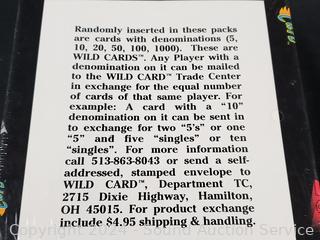 Randomly inserted in these packs
are cards with denominations (5,
10, 20, 50, 100, 1000). These are
WILD CARDS™. Any Player with a
denomination on it can be mailed
to the WILD CARD™ Trade Center
in exchange for the equal number
of cards of that same player. For
example: A card with a “10”
denomination on it can be sent in
to exchange for two “5’s” or one
“5” and five “singles” or ten
“singles”. For more information
call 513-863-8043 or send a self-
addressed, stamped envelope to
WILD CARD™, Department TC,
2715 Dixie Highway, Hamilton,
OH 45015. For product exchange
include $4.95 shipping & handling.
Copyright 2024 - Sound Auction Service